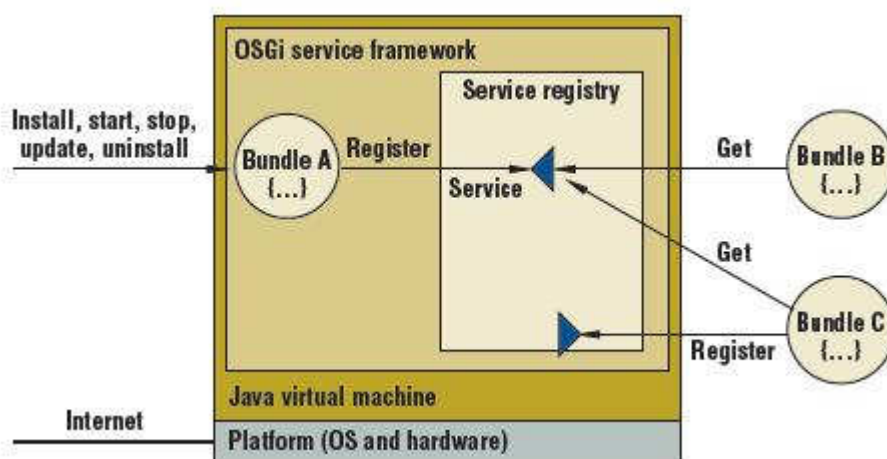 OSGi service framework
Service registry
Install, start, stop,
update, uninstall
Bundle A
{...}
Register
Service
Get
Bundle B
{...}
Get
Bundle C
{...}
Register
Java virtual machine
Internet
Platform (OS and hardware)